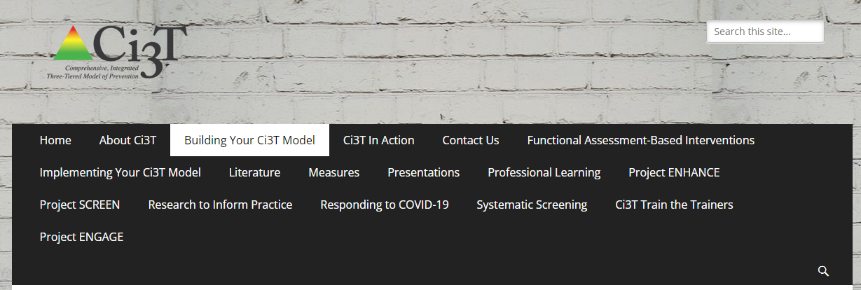 Ci3T
Comprehensive, Integrated
Three-Tiered Model of Prevention
Search this site...
Home About Ci3T Building Your Ci3T Model Ci3T In Action Contact Us Functional Assessment-Based Interventions
Implementing Your Ci3T Model Literature Measures Presentations Professional Learning Project ENHANCE
Project SCREEN Research to Inform Practice Responding to COVID-19 Systematic Screening Ci3T Train the Trainers
Project ENGAGE